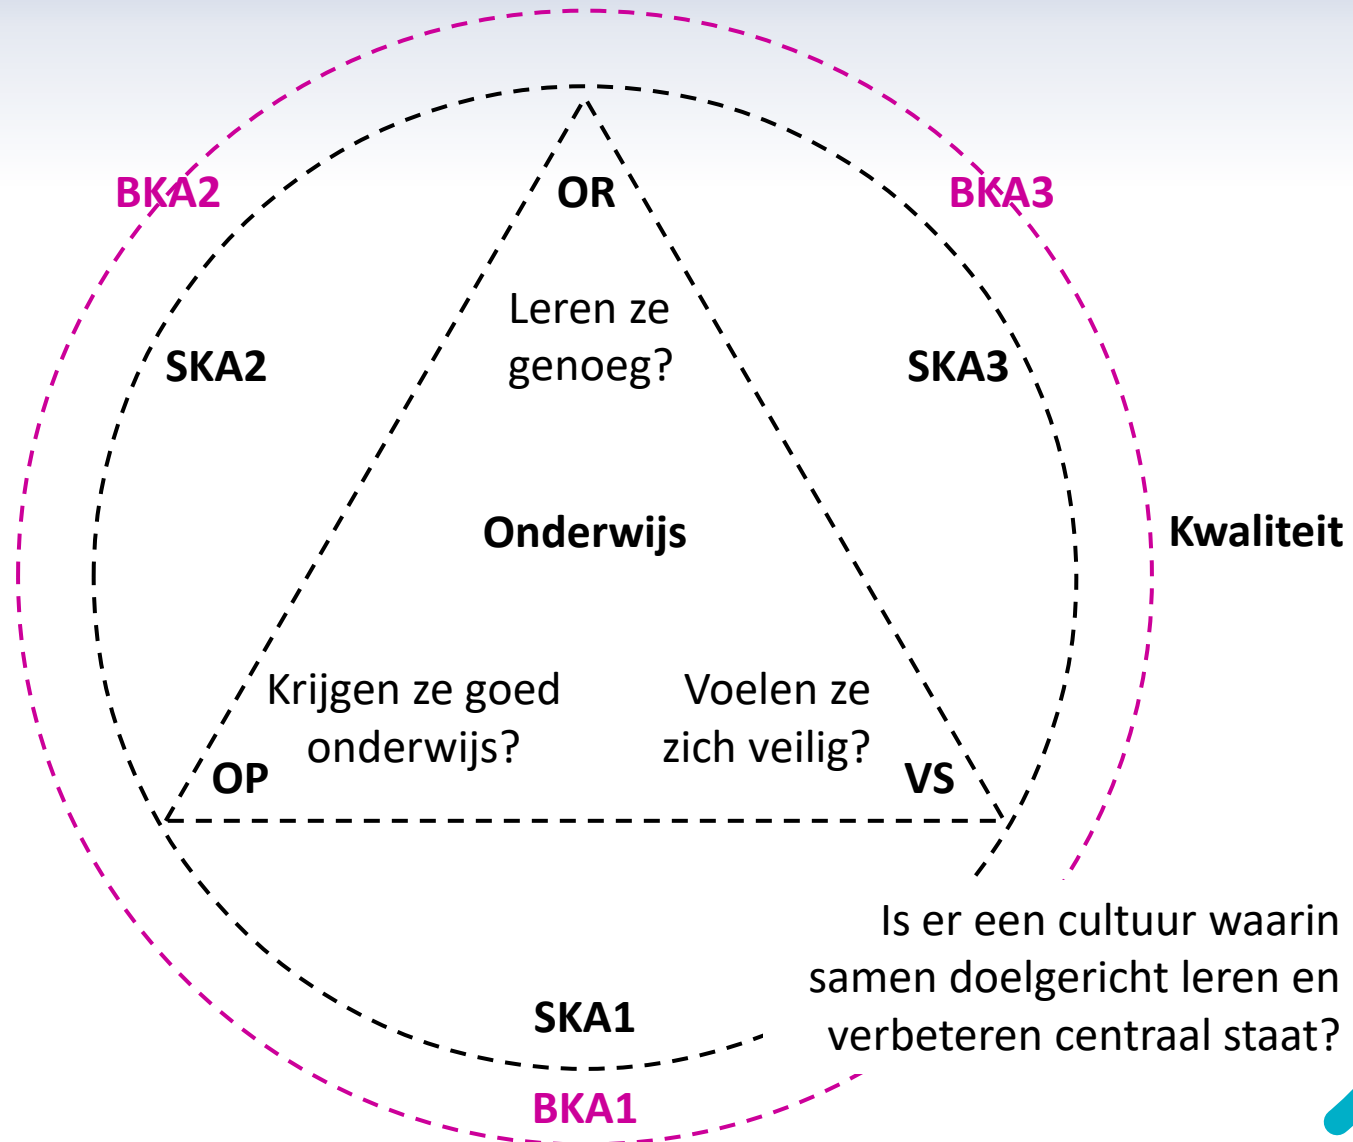 BKA2
OR
BKA3
Leren ze
genoeg?
SKA2
SKA3
Onderwijs
Kwaliteit
Krijgen ze goed
onderwijs?
Voelen ze
zich veilig?
OP
VS
Is er een cultuur waarin
samen doelgericht leren en
verbeteren centraal staat?
SKA1
BKA1